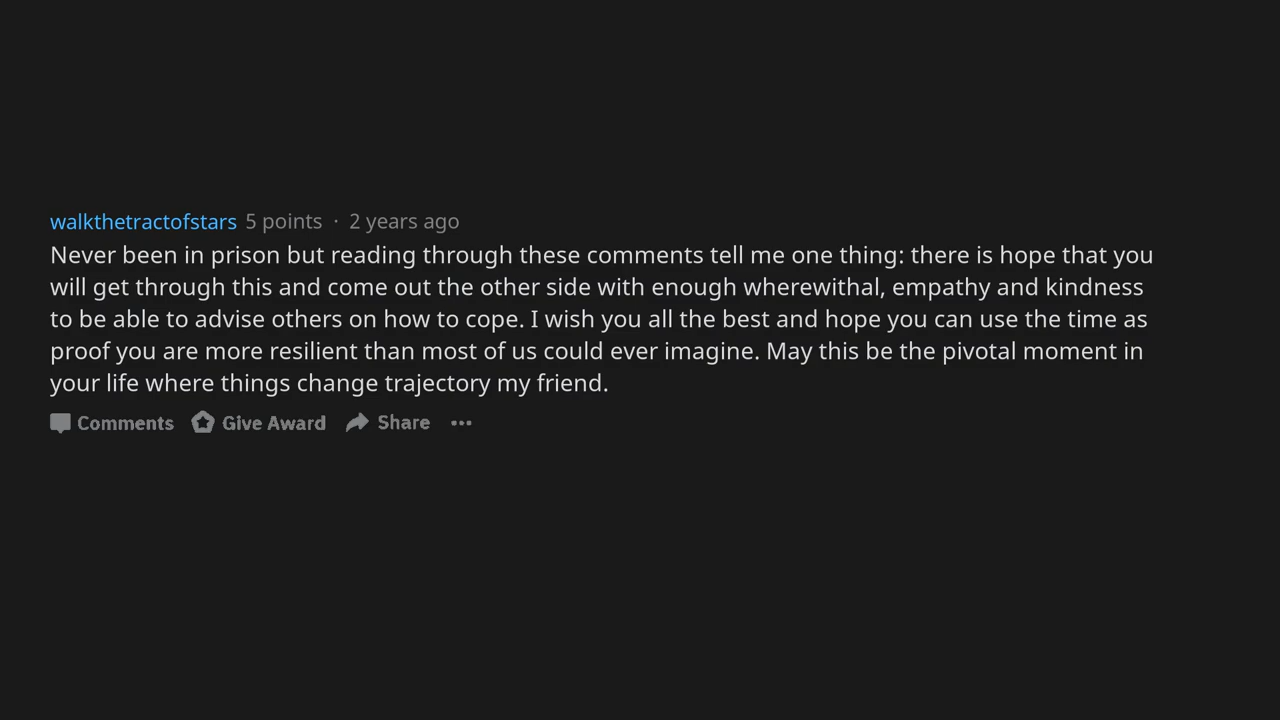 walkthetractofstars 5 points · 2 years ago
Never been in prison but reading through these comments tell me one thing: there is hope that you
will get through this and come out the other side with enough wherewithal, empathy and kindness
to be able to advise others on how to cope. I wish you all the best and hope you can use the time as
proof you are more resilient than most of us could ever imagine. May this be the pivotal moment in
your life where things change trajectory my friend.
Comments Give Award Share ...